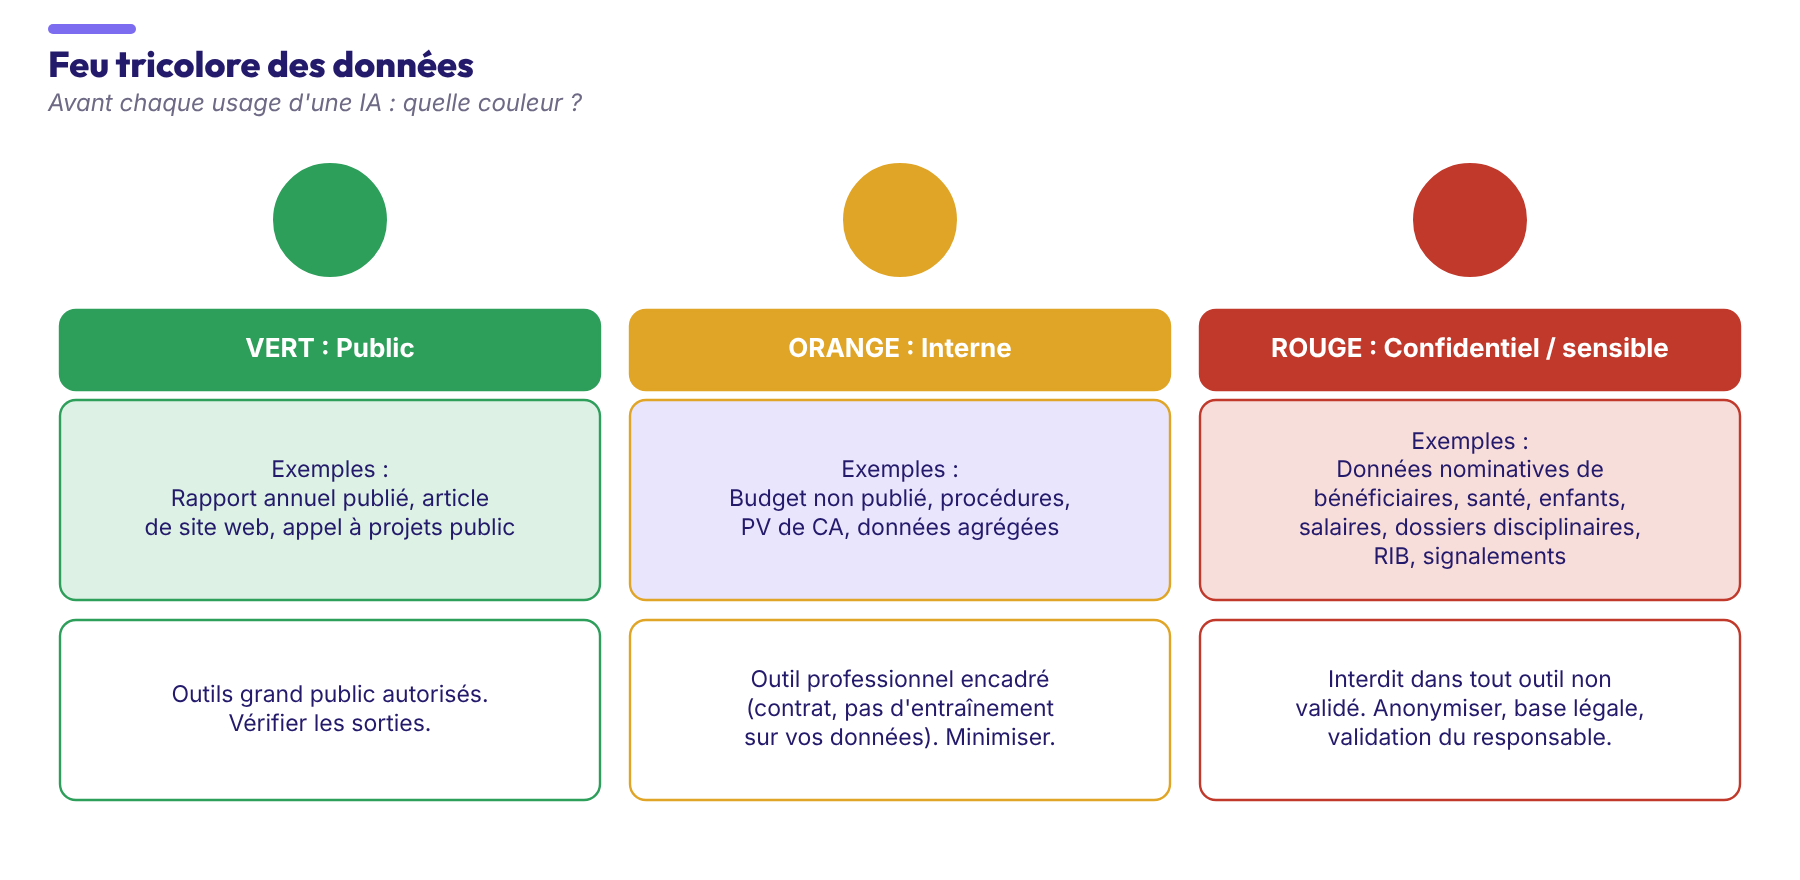 Feu tricolore des données
Avant chaque usage d'une IA : quelle couleur ?
VERT : Public
Exemples :
Rapport annuel publié, article
de site web, appel à projets public
Outils grand public autorisés.
Vérifier les sorties.
ORANGE : Interne
Exemples :
Budget non publié, procédures,
PV de CA, données agrégées
Outil professionnel encadré
(contrat, pas d'entraînement
sur vos données). Minimiser.
ROUGE : Confidentiel / sensible
Exemples :
Données nominatives de
bénéficiaires, santé, enfants,
salaires, dossiers disciplinaires,
RIB, signalements
Interdit dans tout outil non
validé. Anonymiser, base légale,
validation du responsable.